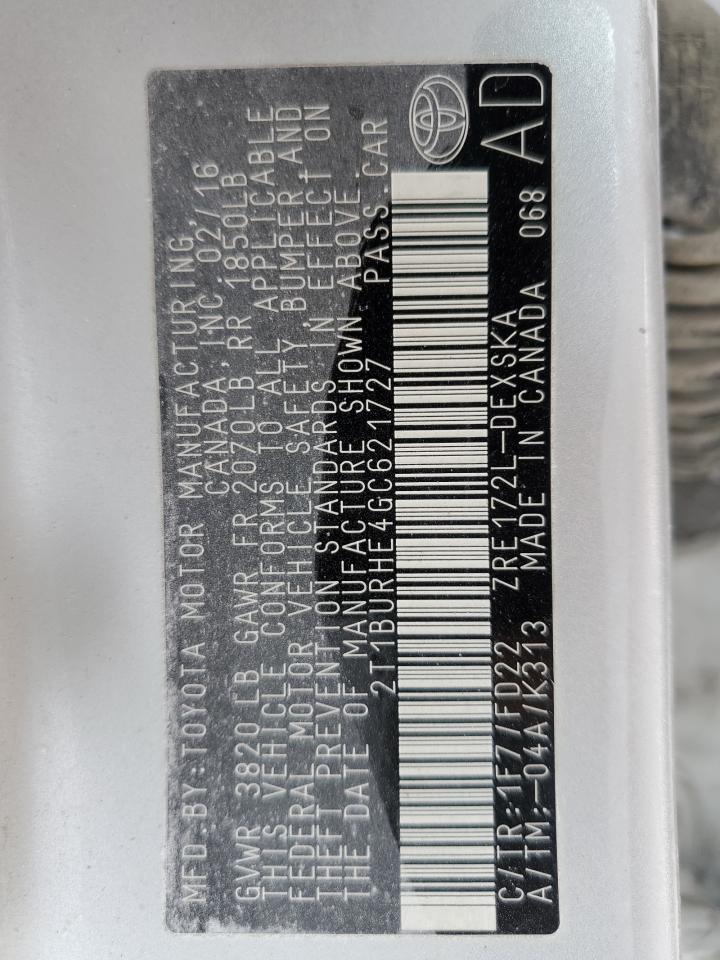 MFD.BY:TOYOTA MOTOR MANUFACTURING,
CANADA, INC. 02/16
GVWR 3820 LB GAWR FR 2070LB, RR 1850LB
THIS VEHICLE CONFORMS TO ALL APPLICABLE
FEDERAL MOTOR VEHICLE SAFETY, BUMPER AND
THEFT PREVENTION STANDARDS IN EFFECT ON
THE DATE OF MANUFACTURE SHOWN ABOVE.
2T1BURHE4GC621727 PASS.CAR
C/TR:1F7/FD22 ZRE172L-DEXSKA
A/TM:-04A/K313 MADE IN CANADA 068 AD